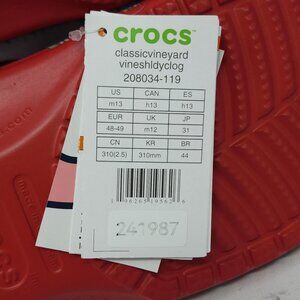 crocs™
classicvineyard
vineshldyclog
208034-119
US CAN ES
m13 h13 h13
EUR UK JP
48-49 m12 31
CN KR BR
310(2.5) 310mm 44
241987
crocs